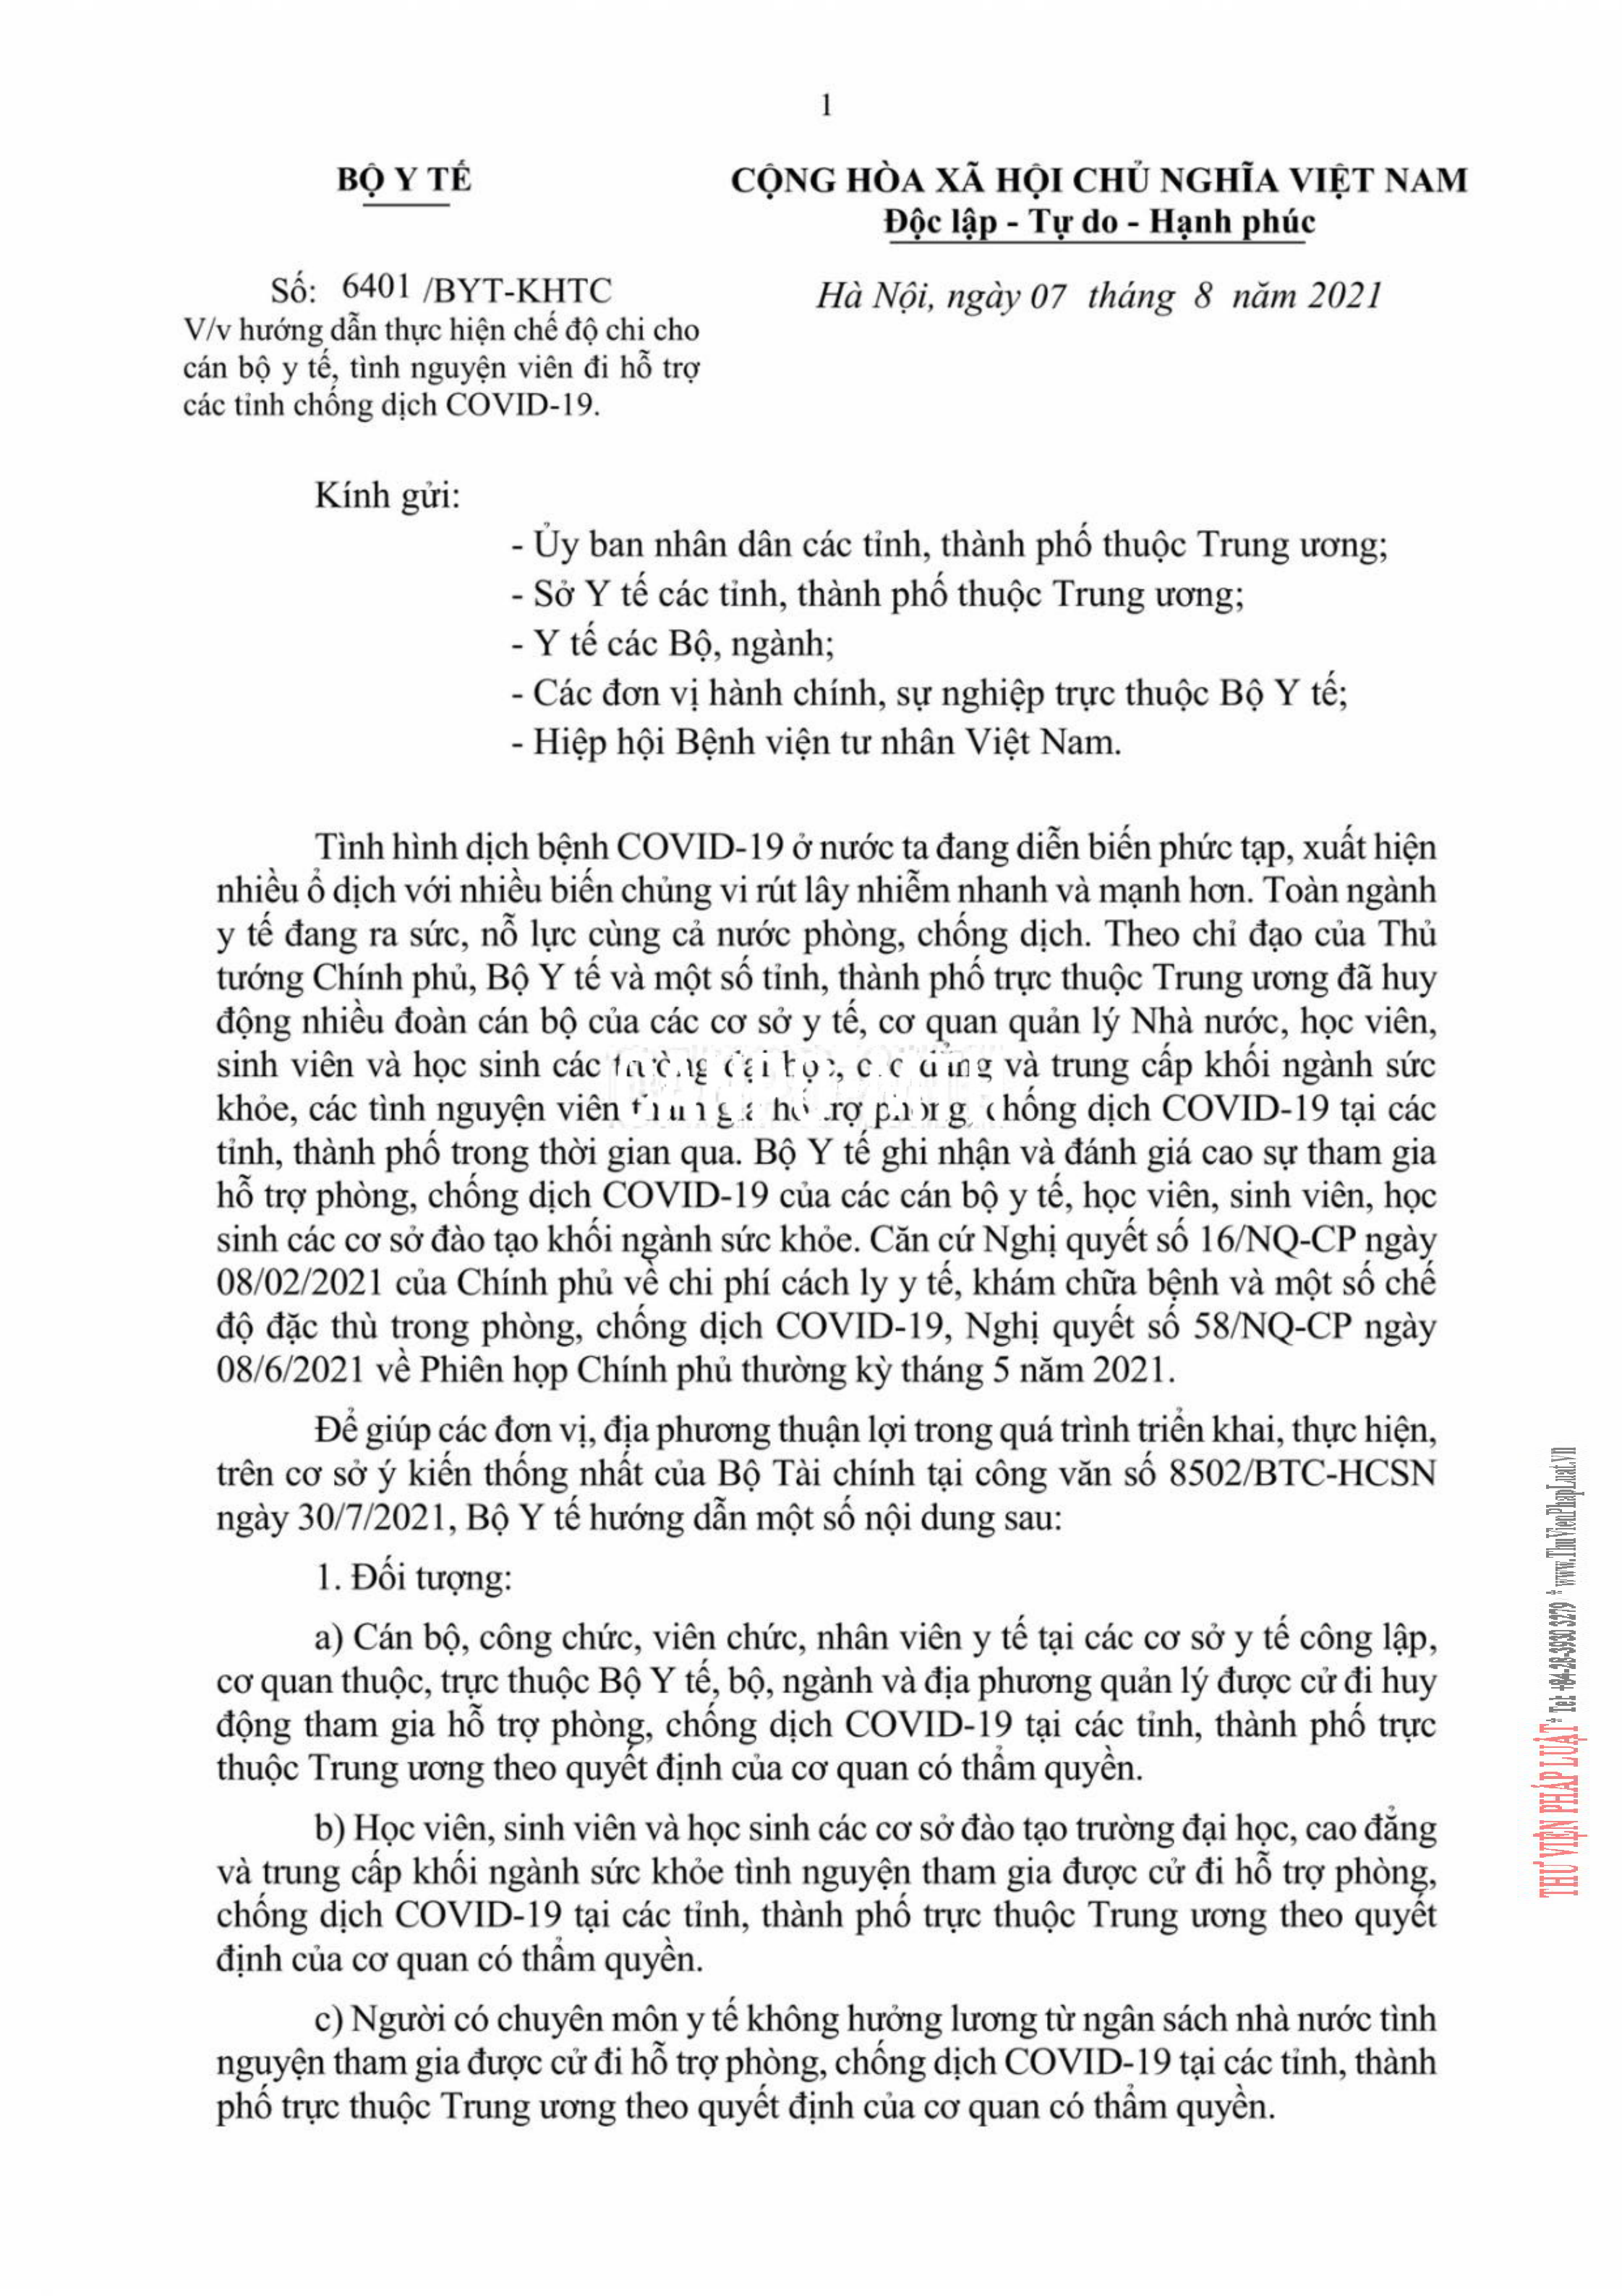 1
BỘ Y TẾ
CỘNG HÒA XÃ HỘI CHỦ NGHĨA VIỆT NAM
Độc lập - Tự do - Hạnh phúc
Số: 6401 /BYT-KHTC
Hà Nội, ngày 07 tháng 8 năm 2021
V/v hướng dẫn thực hiện chế độ chi cho
cán bộ y tế, tình nguyện viên đi hỗ trợ
các tỉnh chống dịch COVID-19.
Kính gửi:
- Ủy ban nhân dân các tỉnh, thành phố thuộc Trung ương;
- Sở Y tế các tỉnh, thành phố thuộc Trung ương;
- Y tế các Bộ, ngành;
- Các đơn vị hành chính, sự nghiệp trực thuộc Bộ Y tế;
- Hiệp hội Bệnh viện tư nhân Việt Nam.
Tình hình dịch bệnh COVID-19 ở nước ta đang diễn biến phức tạp, xuất hiện
nhiều ổ dịch với nhiều biến chủng vi rút lây nhiễm nhanh và mạnh hơn. Toàn ngành
y tế đang ra sức, nỗ lực cùng cả nước phòng, chống dịch. Theo chỉ đạo của Thủ
tướng Chính phủ, Bộ Y tế và một số tỉnh, thành phố trực thuộc Trung ương đã huy
động nhiều đoàn cán bộ của các cơ sở y tế, cơ quan quản lý Nhà nước, học viên,
sinh viên và học sinh các trường đại học, cao đẳng và trung cấp khối ngành sức
khỏe, các tình nguyện viên tham gia hỗ trợ phòng, chống dịch COVID-19 tại các
tỉnh, thành phố trong thời gian qua. Bộ Y tế ghi nhận và đánh giá cao sự tham gia
hỗ trợ phòng, chống dịch COVID-19 của các cán bộ y tế, học viên, sinh viên, học
sinh các cơ sở đào tạo khối ngành sức khỏe. Căn cứ Nghị quyết số 16/NQ-CP ngày
08/02/2021 của Chính phủ về chi phí cách ly y tế, khám chữa bệnh và một số chế
độ đặc thù trong phòng, chống dịch COVID-19, Nghị quyết số 58/NQ-CP ngày
08/6/2021 về Phiên họp Chính phủ thường kỳ tháng 5 năm 2021.
Để giúp các đơn vị, địa phương thuận lợi trong quá trình triển khai, thực hiện,
trên cơ sở ý kiến thống nhất của Bộ Tài chính tại công văn số 8502/BTC-HCSN
ngày 30/7/2021, Bộ Y tế hướng dẫn một số nội dung sau:
1. Đối tượng:
a) Cán bộ, công chức, viên chức, nhân viên y tế tại các cơ sở y tế công lập,
cơ quan thuộc, trực thuộc Bộ Y tế, bộ, ngành và địa phương quản lý được cử đi huy
động tham gia hỗ trợ phòng, chống dịch COVID-19 tại các tỉnh, thành phố trực
thuộc Trung ương theo quyết định của cơ quan có thẩm quyền.
b) Học viên, sinh viên và học sinh các cơ sở đào tạo trường đại học, cao đẳng
và trung cấp khối ngành sức khỏe tình nguyện tham gia được cử đi hỗ trợ phòng,
chống dịch COVID-19 tại các tỉnh, thành phố trực thuộc Trung ương theo quyết
định của cơ quan có thẩm quyền.
c) Người có chuyên môn y tế không hưởng lương từ ngân sách nhà nước tình
nguyện tham gia được cử đi hỗ trợ phòng, chống dịch COVID-19 tại các tỉnh, thành
phố trực thuộc Trung ương theo quyết định của cơ quan có thẩm quyền.
THƯ VIỆN PHÁP LUẬT * Tel: +84-28-3930 3279 * www.ThuVienPhapLuat.vn